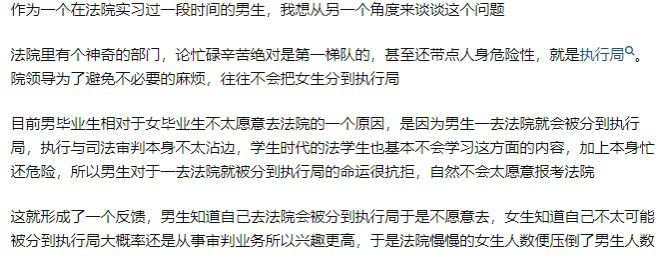 作为一个在法院实习过一段时间的男生，我想从另一个角度来谈谈这个问题
法院里有个神奇的部门，论忙碌辛苦绝对是第一梯队的，甚至还带点人身危险性，就是执行局。
院领导为了避免不必要的麻烦，往往不会把女生分到执行局
目前男毕业生相对于女毕业生不太愿意去法院的一个原因，是因为男生一去法院就会被分到执行
局，执行与司法审判本身不太沾边，学生时代的法学生也基本不会学习这方面的内容，加上本身忙
还危险，所以男生对于一去法院就被分到执行局的命运很抗拒，自然不会太愿意报考法院
这就形成了一个反馈，男生知道自己去法院会被分到执行局于是不愿意去，女生知道自己不太可能
被分到执行局大概率还是从事审判业务所以兴趣更高，于是法院慢慢的女生人数便压倒了男生人数